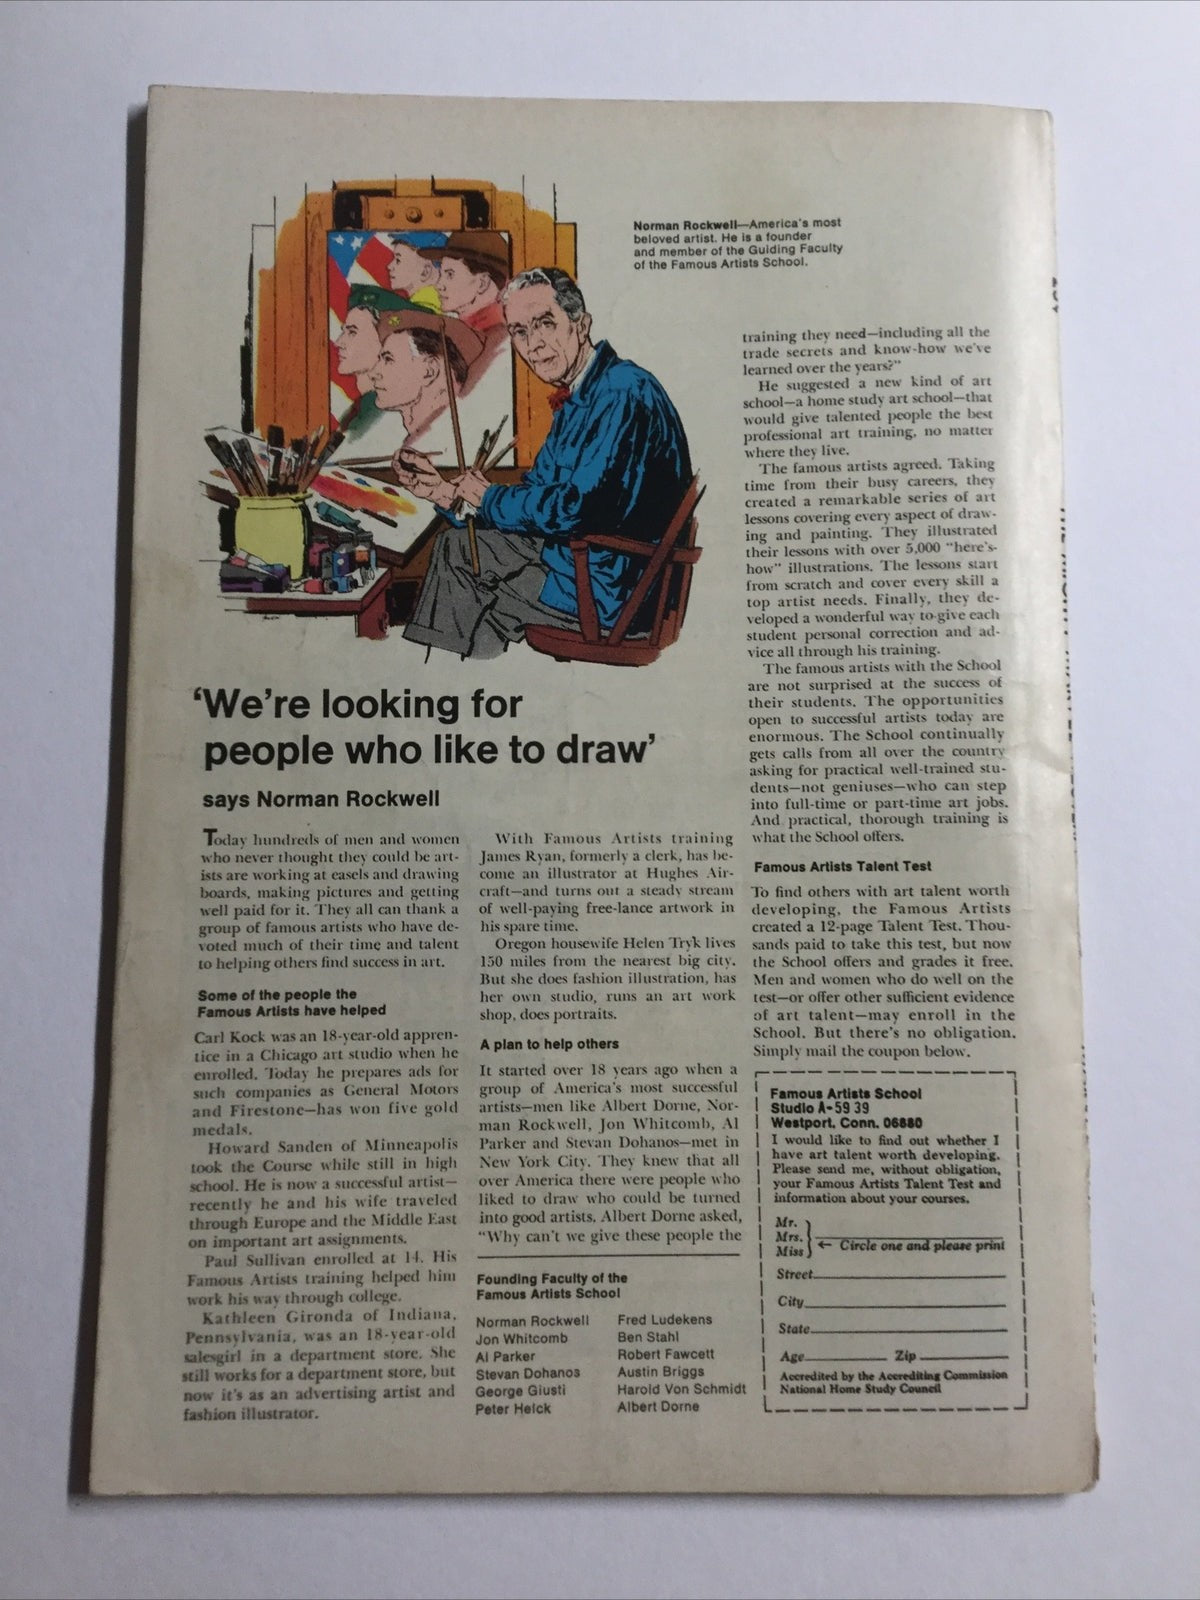 Norman Rockwell—America's most
beloved artist. He is a founder
and member of the Guiding Faculty
of the Famous Artists School.
‘We’re looking for
people who like to draw’
says Norman Rockwell
Today hundreds of men and women
who never thought they could be art-
ists are working at easels and drawing
boards, making pictures and getting
well paid for it. They all can thank a
group of famous artists who have de-
voted much of their time and talent
to helping others find success in art.
Some of the people the
Famous Artists have helped
Carl Kock was an 18-year-old appren-
tice in a Chicago art studio when he
enrolled. Today he prepares ads for
such companies as General Motors
and Firestone—has won five gold
medals.
Howard Sanden of Minneapolis
took the Course while still in high
school. He is now a successful artist—
recently he and his wife traveled
through Europe and the Middle East
on important art assignments.
Paul Sullivan enrolled at 14. His
Famous Artists training helped him
work his way through college.
Kathleen Gironda of Indiana,
Pennsylvania, was an 18-year-old
salesgirl in a department store. She
still works for a department store, but
now it's as an advertising artist and
fashion illustrator.
With Famous Artists training
James Ryan, formerly a clerk, has be-
come an illustrator at Hughes Air-
craft—and turns out a steady stream
of well-paying free-lance artwork in
his spare time.
Oregon housewife Helen Tryk lives
150 miles from the nearest big city.
But she does fashion illustration, has
her own studio, runs an art work
shop, does portraits.
A plan to help others
It started over 18 years ago when a
group of America's most successful
artists—men like Albert Dorne, Nor-
man Rockwell, Jon Whitcomb, Al
Parker and Stevan Dohanos—met in
New York City. They knew that all
over America there were people who
liked to draw who could be turned
into good artists. Albert Dorne asked,
"Why can't we give these people the
Founding Faculty of the
Famous Artists School
Norman Rockwell
Jon Whitcomb
Al Parker
Stevan Dohanos
George Giusti
Peter Helck
Fred Ludekens
Ben Stahl
Robert Fawcett
Austin Briggs
Harold Von Schmidt
Albert Dorne
training they need—including all the
trade secrets and know-how we've
learned over the years?"
He suggested a new kind of art
school—a home study art school—that
would give talented people the best
professional art training, no matter
where they live.
The famous artists agreed. Taking
time from their busy careers, they
created a remarkable series of art
lessons covering every aspect of draw-
ing and painting. They illustrated
their lessons with over 5,000 "here's-
how" illustrations. The lessons start
from scratch and cover every skill a
top artist needs. Finally, they de-
veloped a wonderful way to give each
student personal correction and ad-
vice all through his training.
The famous artists with the School
are not surprised at the success of
their students. The opportunities
open to successful artists today are
enormous. The School continually
gets calls from all over the country
asking for practical well-trained stu-
dents—not geniuses—who can step
into full-time or part-time art jobs.
And practical, thorough training is
what the School offers.
Famous Artists Talent Test
To find others with art talent worth
developing, the Famous Artists
created a 12-page Talent Test. Thou-
sands paid to take this test, but now
the School offers and grades it free.
Men and women who do well on the
test—or offer other sufficient evidence
of art talent—may enroll in the
School. But there's no obligation.
Simply mail the coupon below.
Famous Artists School
Studio A-59 39
Westport, Conn. 06880
I would like to find out whether I
have art talent worth developing.
Please send me, without obligation,
your Famous Artists Talent Test and
information about your courses.
Mr.
Mrs.
Miss
← Circle one and please print
Street
City
State
Age Zip
Accredited by the Accrediting Commission
National Home Study Council